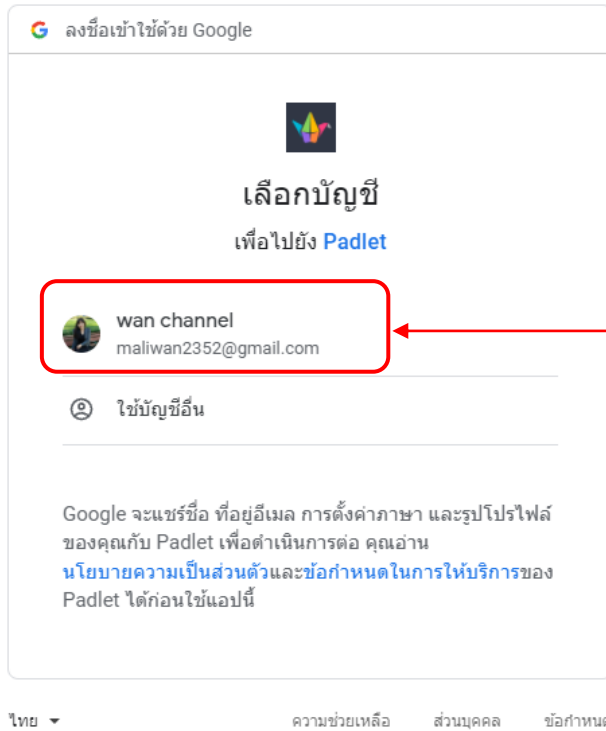 ลงชื่อเข้าใช้ด้วย Google
เลือกบัญชี
เพื่อไปยัง Padlet
wan channel
maliwan2352@gmail.com
ใช้บัญชีอื่น
Google จะแชร์ชื่อ ที่อยู่อีเมล การตั้งค่าภาษา และรูปโปรไฟล์
ของคุณกับ Padlet เพื่อดำเนินการต่อ คุณอ่าน
นโยบายความเป็นส่วนตัวและข้อกำหนดในการให้บริการของ
Padlet ได้ก่อนใช้แอปนี้
ไทย ความช่วยเหลือ ส่วนบุคคล